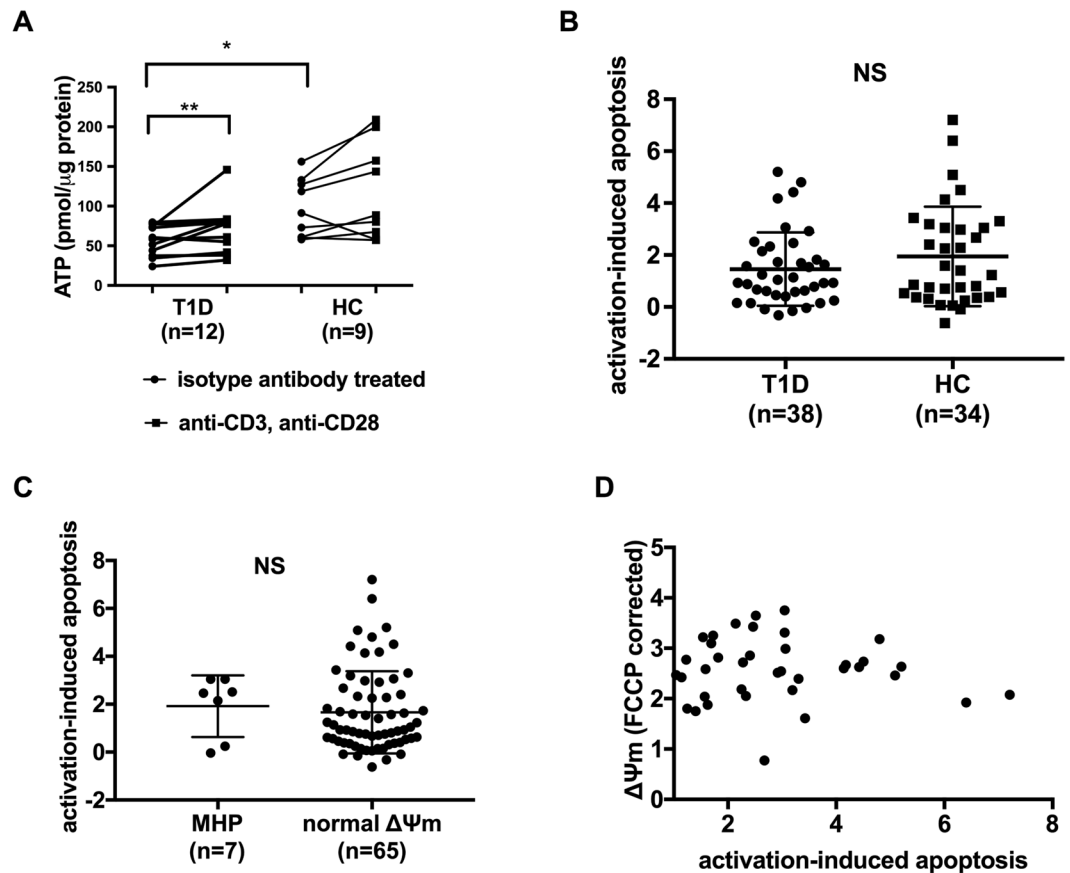 A
*
**
ATP (pmol/μg protein)
250
200
150
100
50
0
T1D
(n=12)
HC
(n=9)
isotype antibody treated
anti-CD3, anti-CD28
B
NS
activation-induced apoptosis
8
6
4
2
0
-2
T1D
(n=38)
HC
(n=34)
C
NS
activation-induced apoptosis
8
6
4
2
0
-2
MHP
(n=7)
normal ΔΨm
(n=65)
D
ΔΨm (FCCP corrected)
5
4
3
2
1
0
2
4
6
8
activation-induced apoptosis